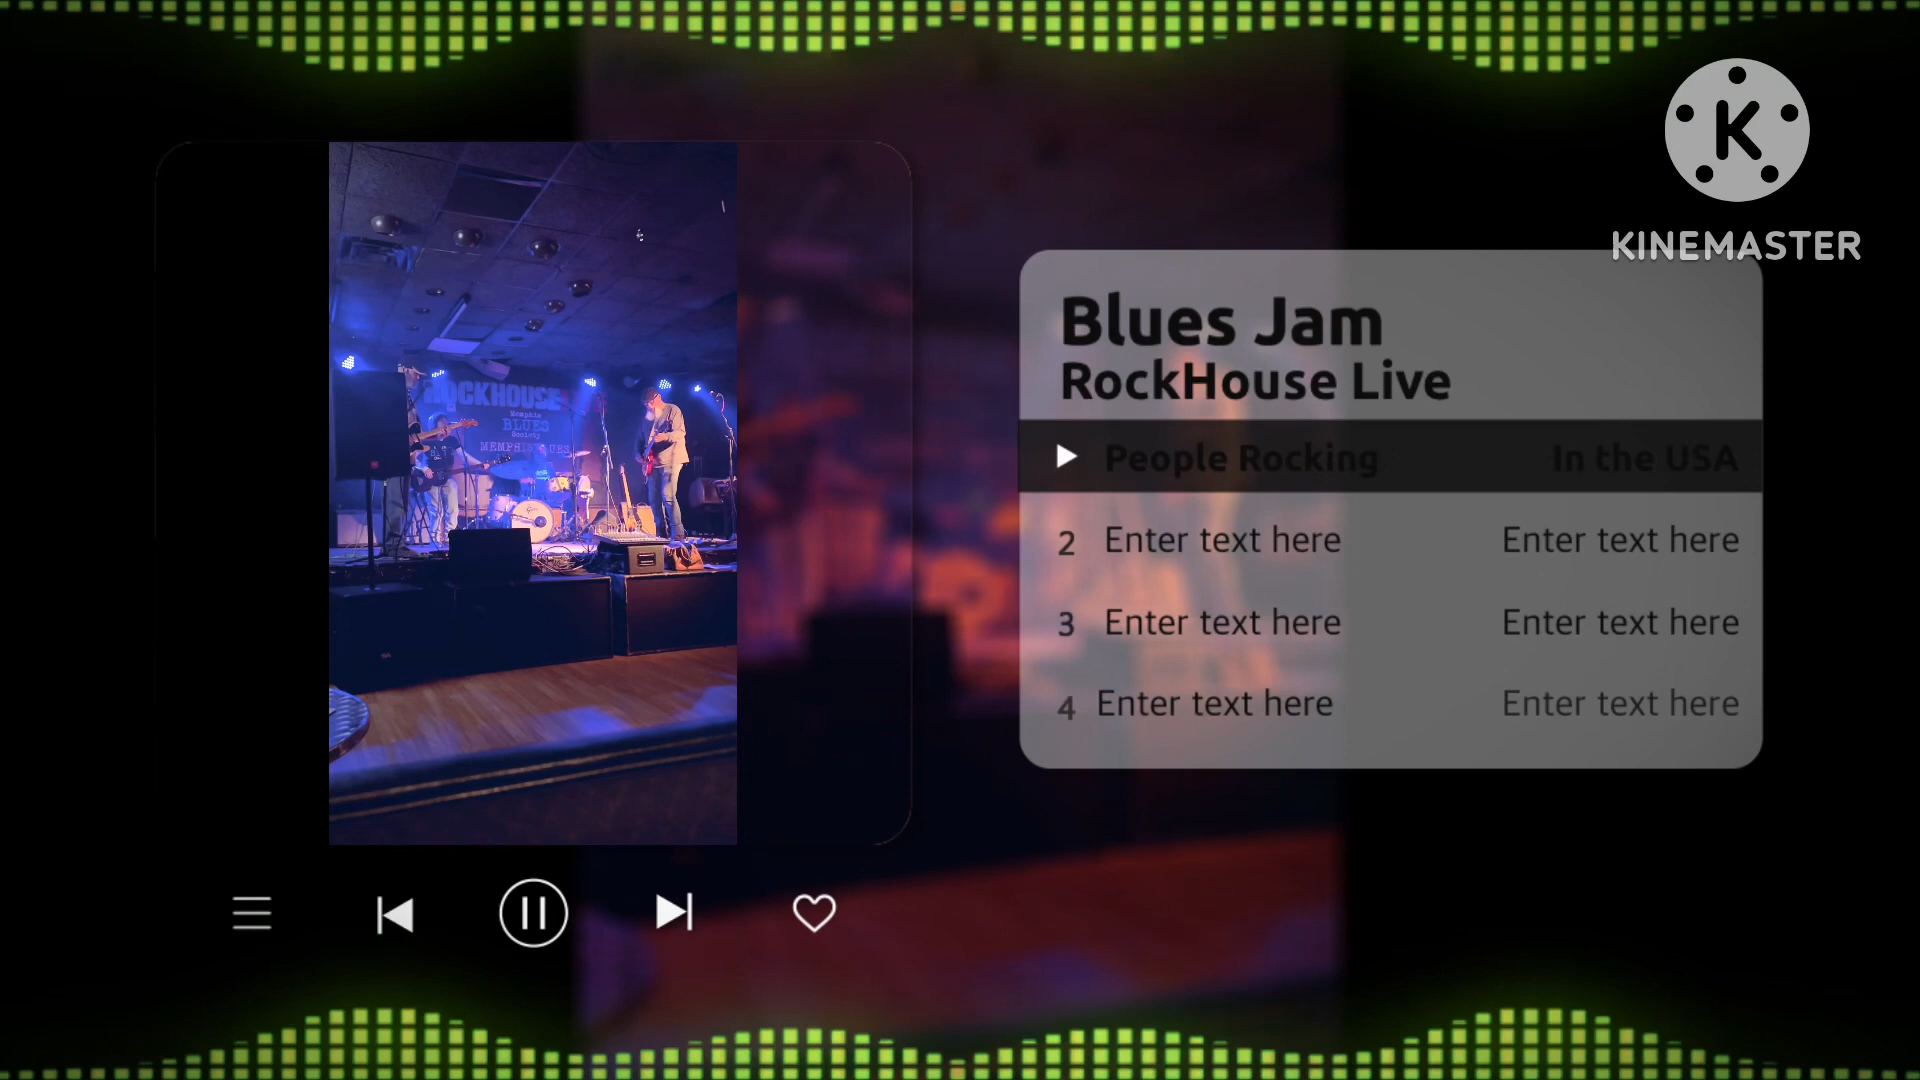 K
KINEMASTER
ROCKHOUSE
Memphis
BLUES
Society
Blues Jam
RockHouse Live
People Rocking In the USA
2 Enter text here Enter text here
3 Enter text here Enter text here
4 Enter text here Enter text here